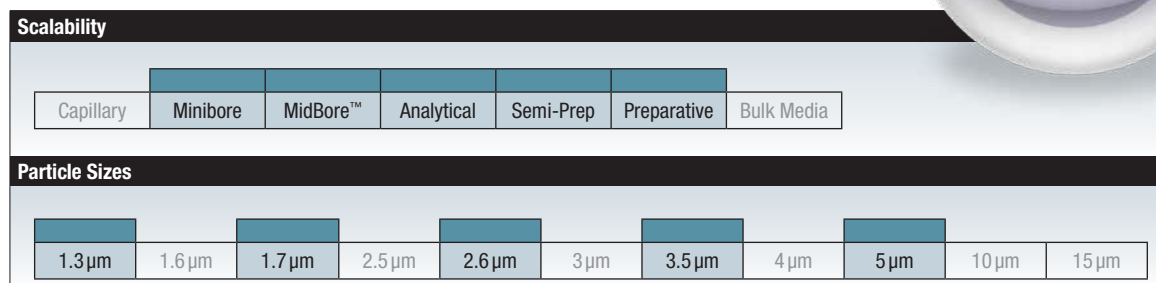 Scalability
Capillary Minibore MidBore™ Analytical Semi-Prep Preparative Bulk Media
Particle Sizes
1.3 µm 1.6 µm 1.7 µm 2.5 µm 2.6 µm 3 µm 3.5 µm 4 µm 5 µm 10 µm 15 µm